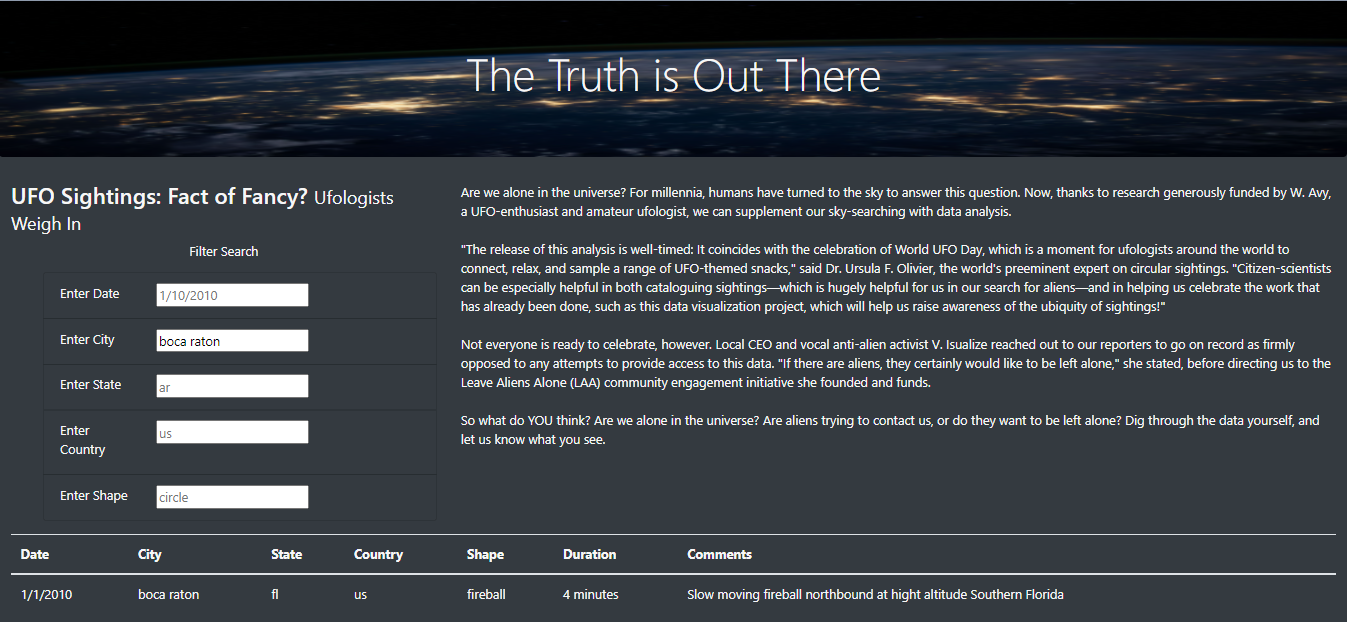 The Truth is Out There
UFO Sightings: Fact of Fancy? Ufologists
Weigh In
Filter Search
Enter Date 1/10/2010
Enter City boca raton
Enter State ar
Enter
Country
us
Enter Shape circle
Are we alone in the universe? For millennia, humans have turned to the sky to answer this question. Now, thanks to research generously funded by W. Avy,
a UFO-enthusiast and amateur ufologist, we can supplement our sky-searching with data analysis.
"The release of this analysis is well-timed: It coincides with the celebration of World UFO Day, which is a moment for ufologists around the world to
connect, relax, and sample a range of UFO-themed snacks," said Dr. Ursula F. Olivier, the world's preeminent expert on circular sightings. "Citizen-scientists
can be especially helpful in both cataloguing sightings—which is hugely helpful for us in our search for aliens—and in helping us celebrate the work that
has already been done, such as this data visualization project, which will help us raise awareness of the ubiquity of sightings!"
Not everyone is ready to celebrate, however. Local CEO and vocal anti-alien activist V. Isualize reached out to our reporters to go on record as firmly
opposed to any attempts to provide access to this data. "If there are aliens, they certainly would like to be left alone," she stated, before directing us to the
Leave Aliens Alone (LAA) community engagement initiative she founded and funds.
So what do YOU think? Are we alone in the universe? Are aliens trying to contact us, or do they want to be left alone? Dig through the data yourself, and
let us know what you see.
Date City State Country Shape Duration Comments
1/1/2010 boca raton fl us fireball 4 minutes Slow moving fireball northbound at hight altitude Southern Florida